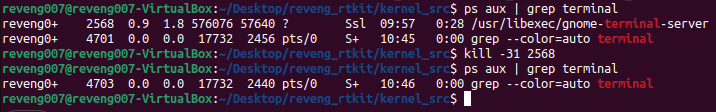 reveng007@reveng007-VirtualBox:~/Desktop/reveng_rtkit/kernel_src$ ps aux | grep terminal
reveng0+    2568  0.9  1.8 576076 57640 ?        Ssl  09:57   0:28 /usr/libexec/gnome-terminal-server
reveng0+    4701  0.0  0.0  17732  2456 pts/0    S+   10:45   0:00 grep --color=auto terminal
reveng007@reveng007-VirtualBox:~/Desktop/reveng_rtkit/kernel_src$ kill -31 2568
reveng007@reveng007-VirtualBox:~/Desktop/reveng_rtkit/kernel_src$ ps aux | grep terminal
reveng0+    4703  0.0  0.0  17732  2440 pts/0    S+   10:46   0:00 grep --color=auto terminal
reveng007@reveng007-VirtualBox:~/Desktop/reveng_rtkit/kernel_src$